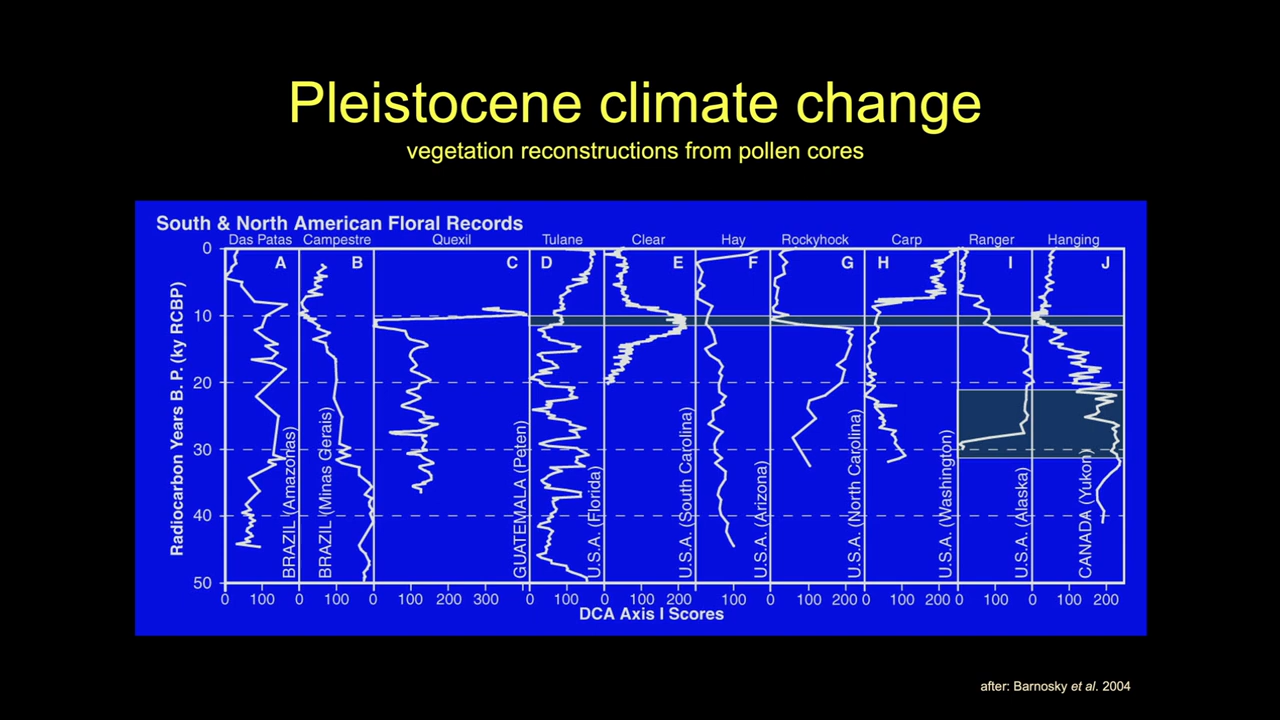 Pleistocene climate change
vegetation reconstructions from pollen cores
South & North American Floral Records
Das Patas Campestre Quexil Tulane Clear Hay Rockyhock Carp Ranger Hanging
A B C D E F G H I J
Radiocarbon Years B. P. (ky RCBP)
0
10
20
30
40
50
BRAZIL (Amazonas)
BRAZIL (Minas Gerais)
GUATEMALA (Peten)
U.S.A. (Florida)
U.S.A. (South Carolina)
U.S.A. (Arizona)
U.S.A. (North Carolina)
U.S.A. (Washington)
U.S.A. (Alaska)
CANADA (Yukon)
0 100 0 100 0 100 200 300 0 100 0 100 200 100 0 100 200 0 100 200 0 100 0 100 200
DCA Axis I Scores
after: Barnosky et al. 2004